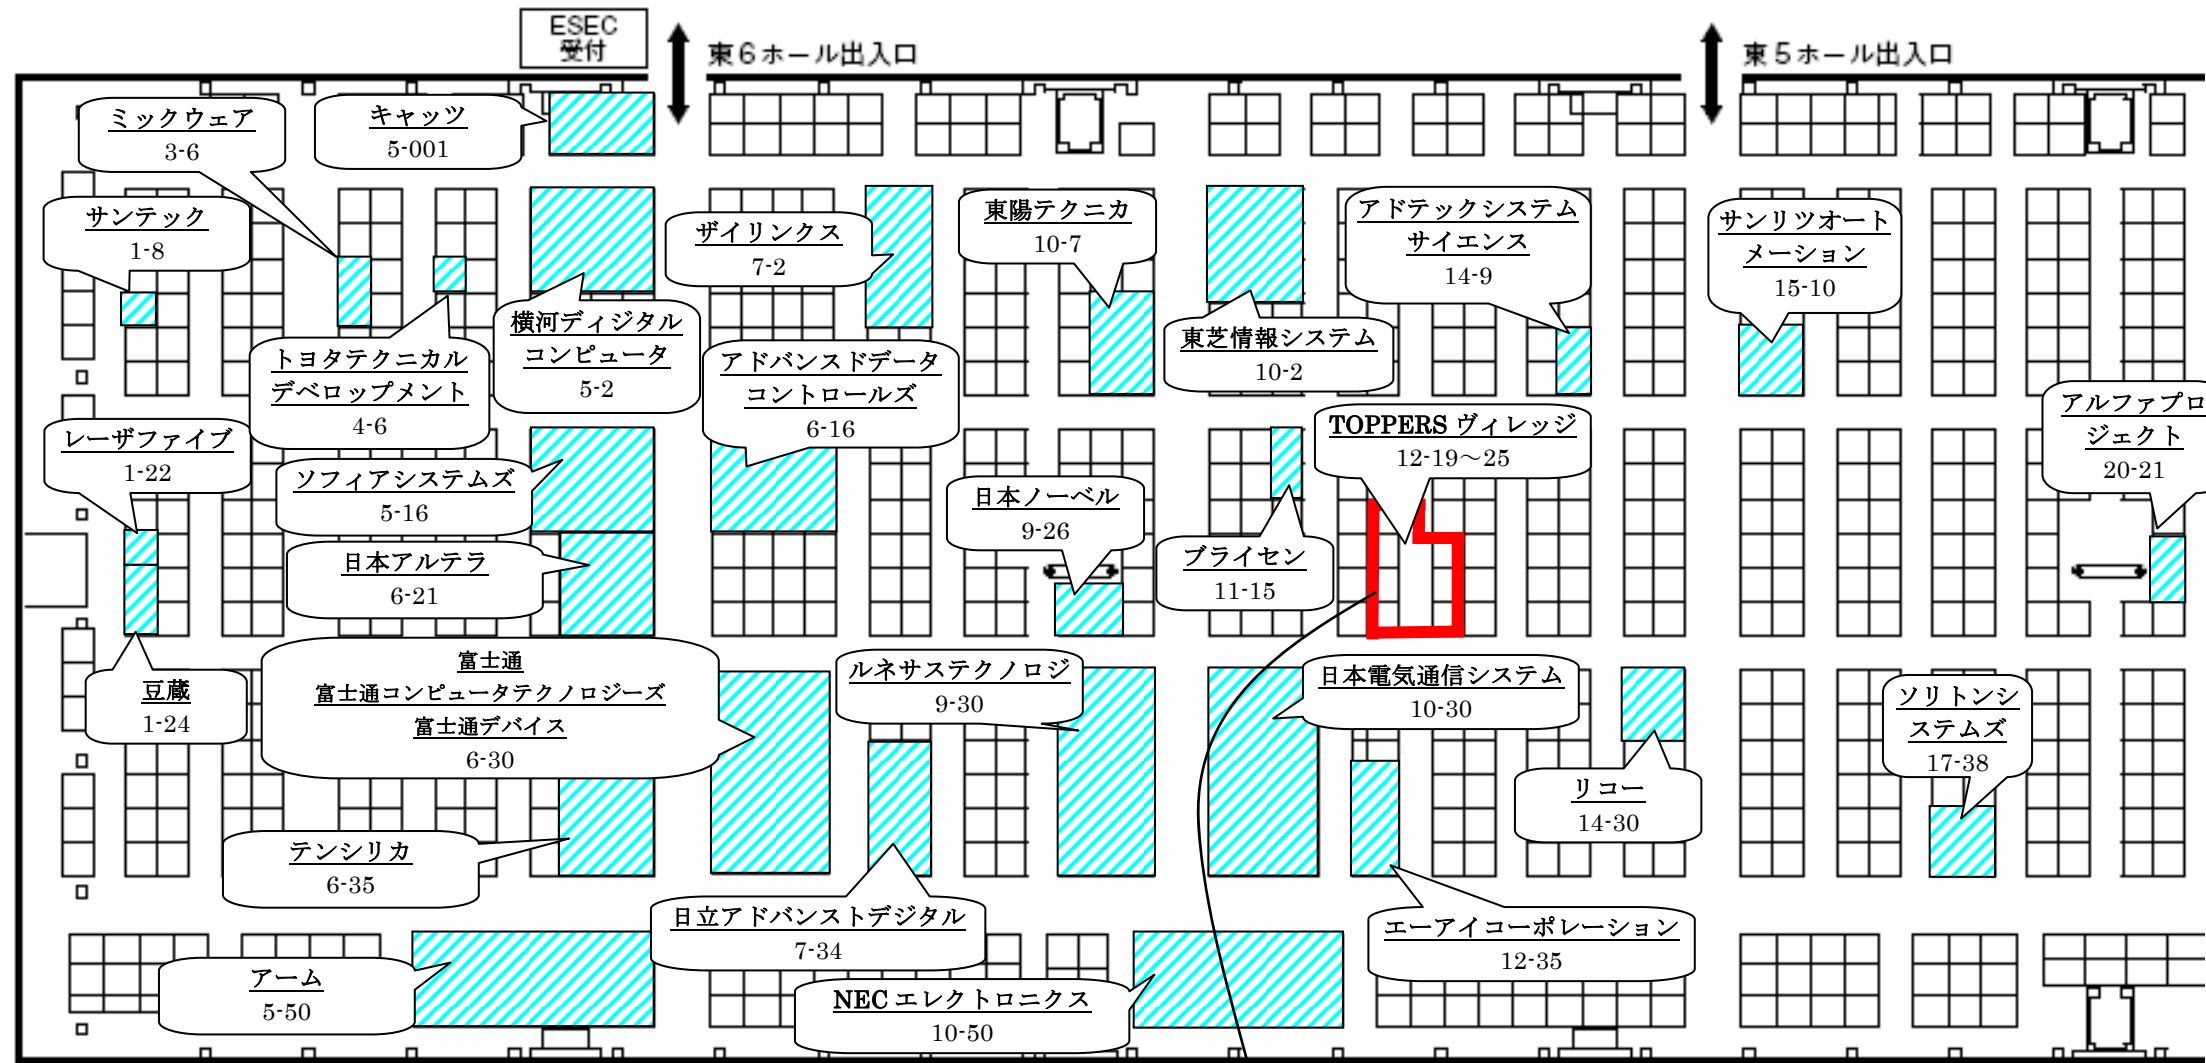 ESEC
受付
東6ホール出入口
東5ホール出入口
ミックウェア
3-6
キャッツ
5-001
サンテック
1-8
ザイリンクス
7-2
東陽テクニカ
10-7
アドテックシステム
サイエンス
14-9
サンリツオート
メーション
15-10
横河ディジタル
コンピュータ
5-2
トヨタテクニカル
デベロップメント
4-6
アドバンスドデータ
コントロールズ
6-16
東芝情報システム
10-2
アルファプロ
ジェクト
20-21
レーザファイブ
1-22
ソフィアシステムズ
5-16
TOPPERS ヴィレッジ
12-19～25
日本ノーベル
9-26
日本アルテラ
6-21
ブライセン
11-15
豆蔵
1-24
富士通
富士通コンピュータテクノロジーズ
富士通デバイス
6-30
ルネサステクノロジ
9-30
日本電気通信システム
10-30
ソリトンシ
ステムズ
17-38
リコー
14-30
テンシリカ
6-35
日立アドバンストデジタル
7-34
エーアイコーポレーション
12-35
アーム
5-50
NEC エレクトロニクス
10-50